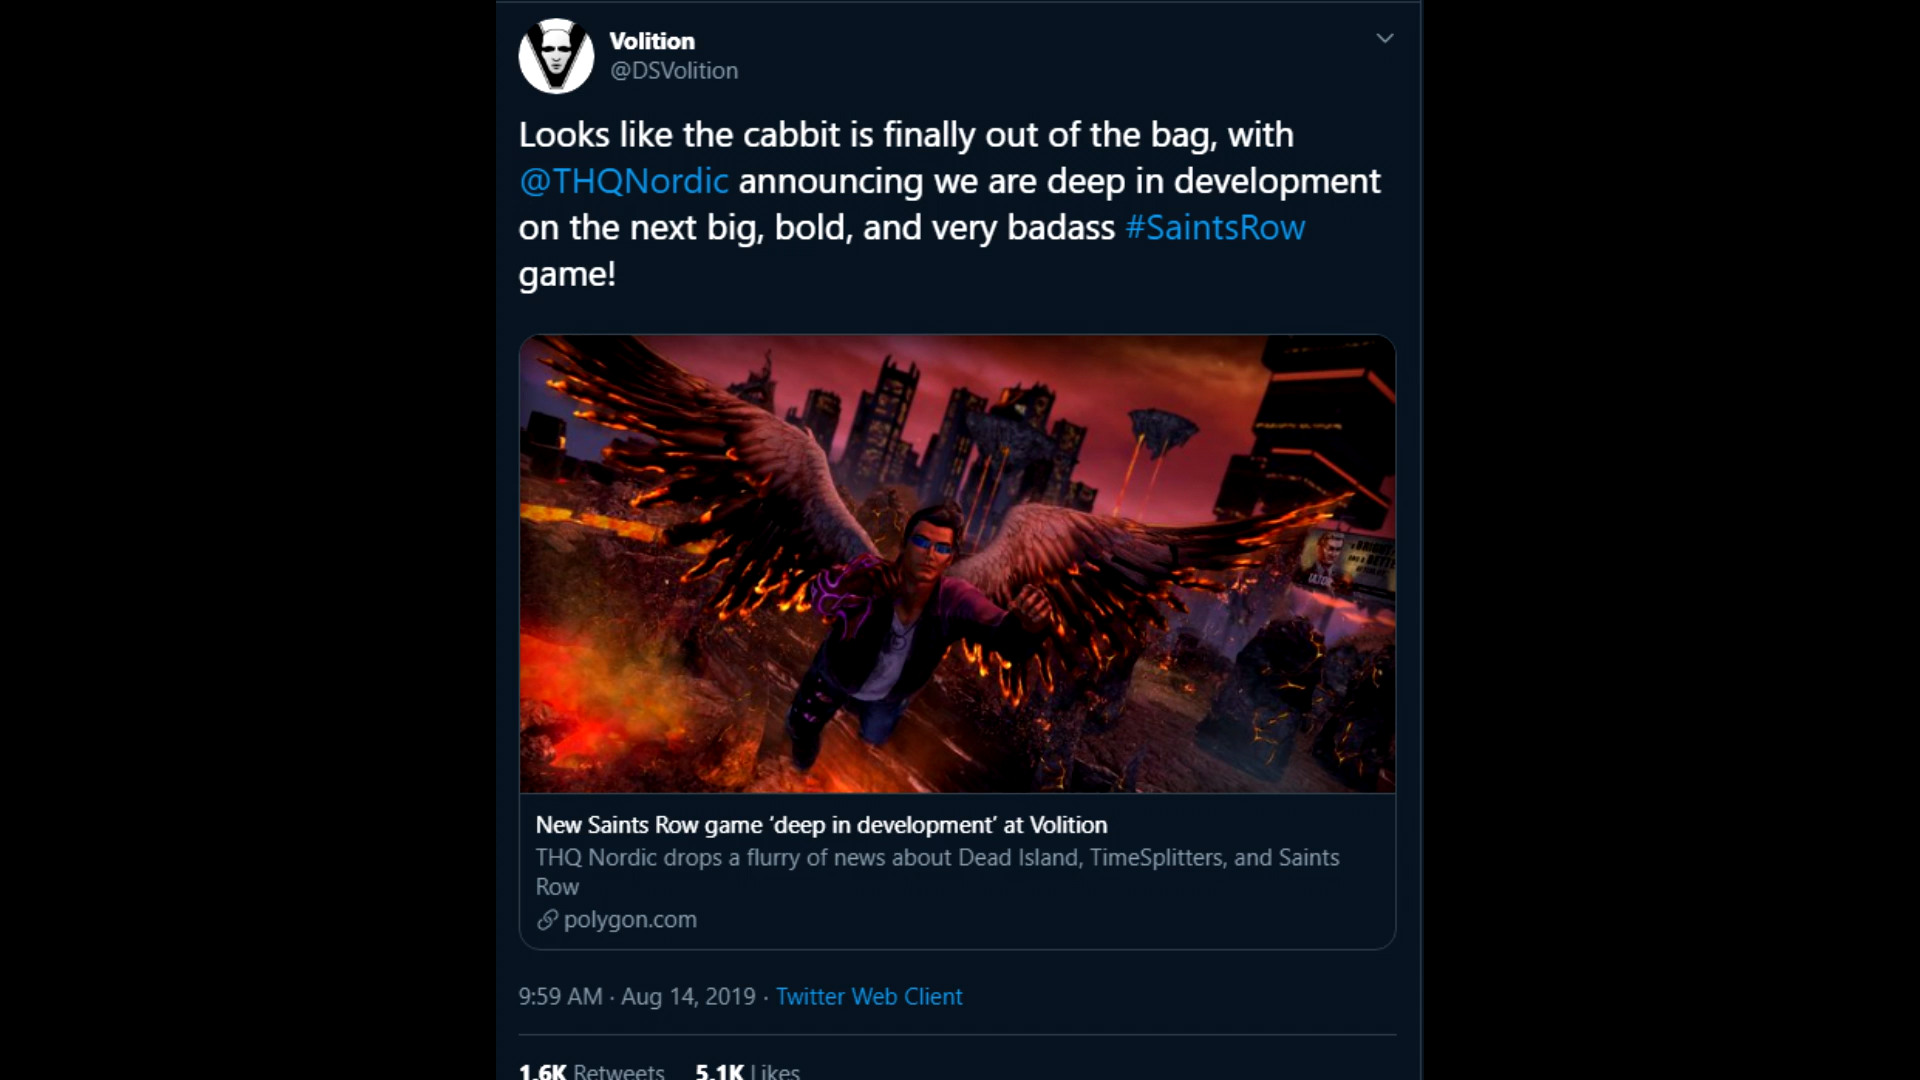 Volition
@DSVolition
Looks like the cabbit is finally out of the bag, with
@THQNordic announcing we are deep in development
on the next big, bold, and very badass #SaintsRow
game!
ULTOR
New Saints Row game ‘deep in development’ at Volition
THQ Nordic drops a flurry of news about Dead Island, TimeSplitters, and Saints
Row
polygon.com
9:59 AM · Aug 14, 2019 · Twitter Web Client
1.6K Retweets 5.1K Likes